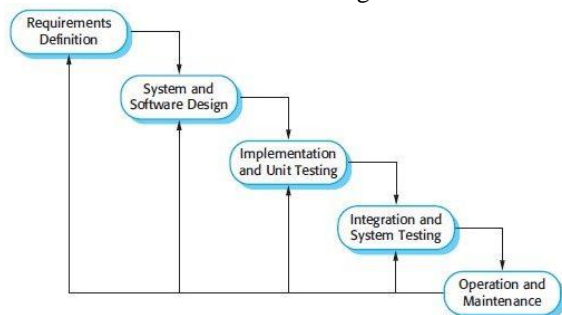 Requirements
Definition
System and
Software Design
Implementation
and Unit Testing
Integration and
System Testing
Operation and
Maintenance